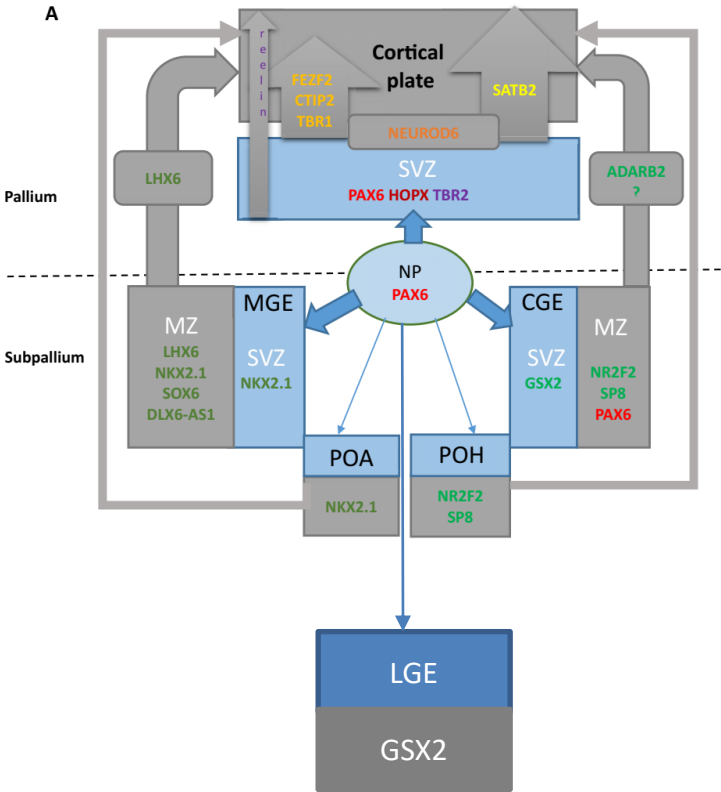 A
reelin
Cortical
plate
FEZF2
CTIP2
TBR1
SATB2
NEUROD6
LHX6
SVZ
PAX6 HOPX TBR2
ADARB2
?
Pallium
NP
PAX6
MGE
CGE
MZ
SVZ
SVZ
MZ
Subpallium
LHX6
NKX2.1
SOX6
DLX6-AS1
NKX2.1
GSX2
NR2F2
SP8
PAX6
POA
POH
NKX2.1
NR2F2
SP8
LGE
GSX2